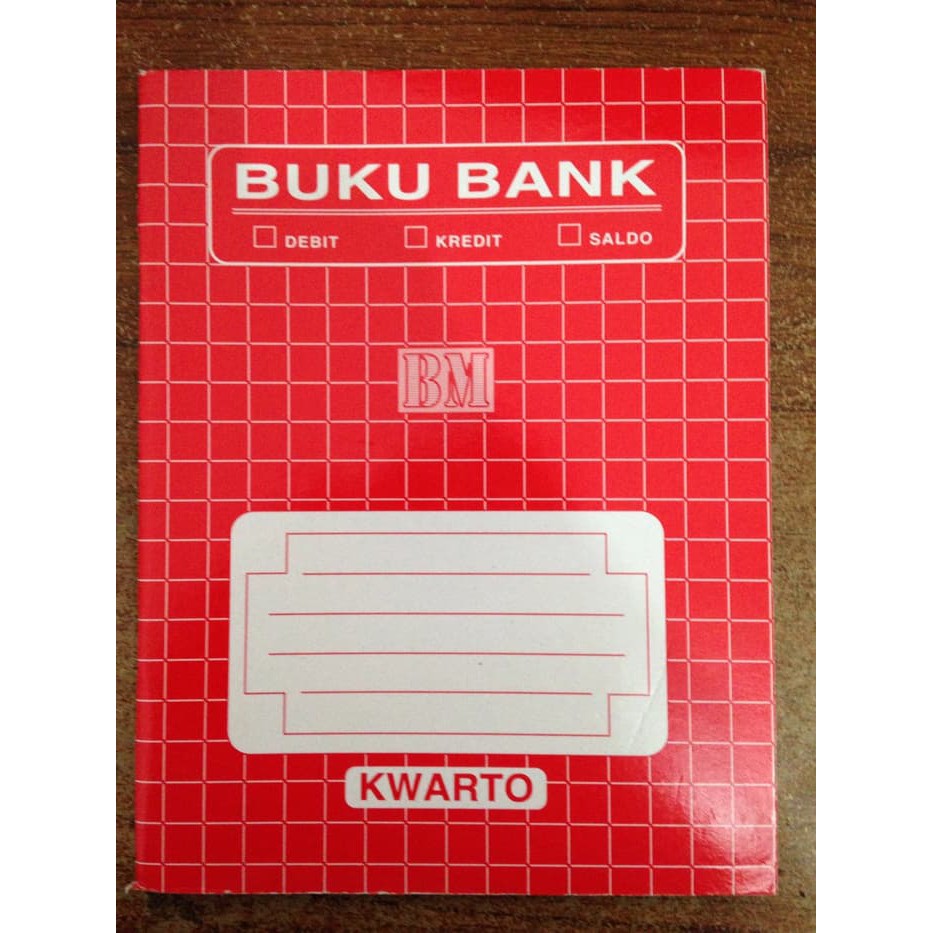 BUKU BANK
DEBIT KREDIT SALDO
BM
KWARTO